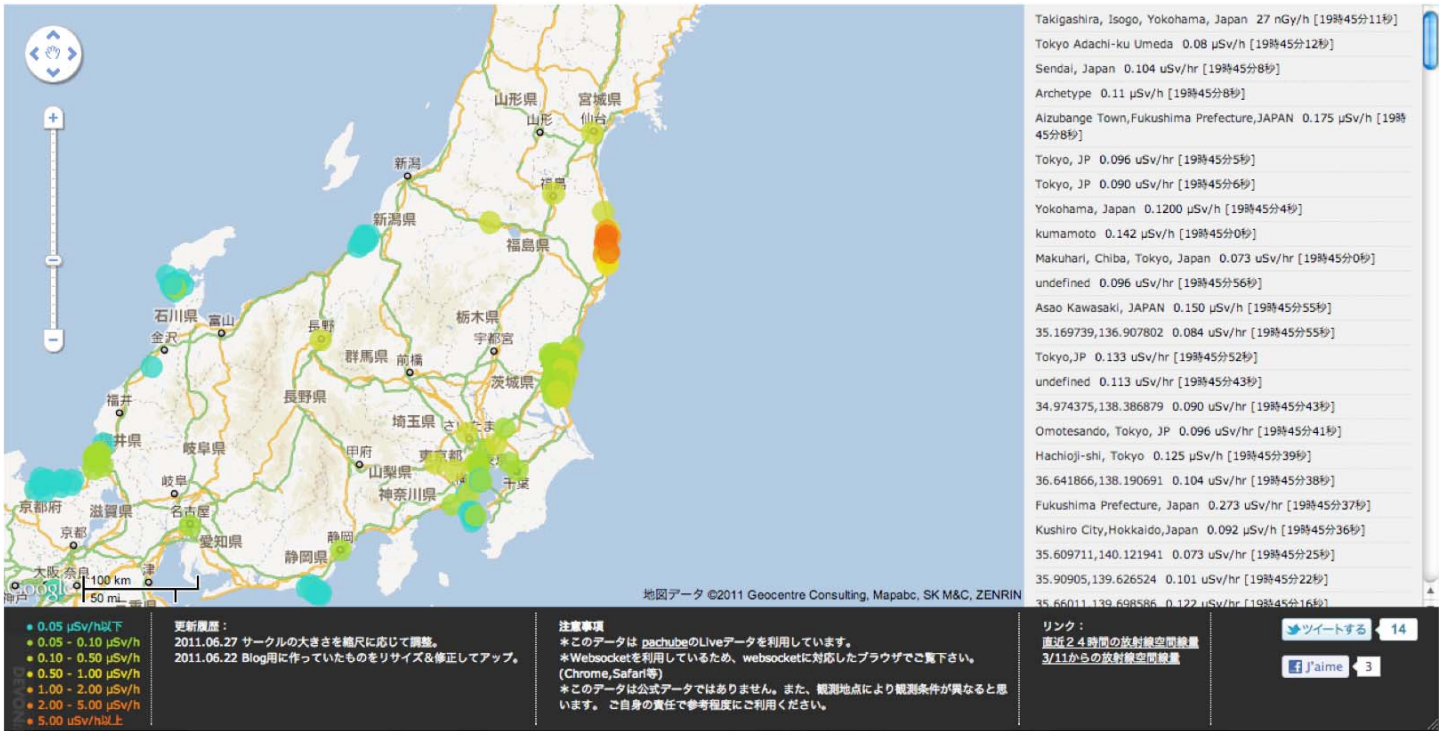 山形県
宮城県
山形
仙台
新潟
福島
新潟県
福島県
石川県
富山
金沢
長野
栃木県
宇都宮
群馬県
前橋
茨城県
福井
長野県
埼玉県
さいたま
井県
岐阜県
甲府
東京都
山梨県
千葉
神奈川県
岐阜
京都府
滋賀県
名古屋
京都
愛知県
静岡
静岡県
大阪
奈良
津
Google
100 km
50 mi
地図データ ©2011 Geocentre Consulting, Mapabc, SK M&C, ZENRIN
Takigashira, Isogo, Yokohama, Japan 27 nGy/h [19時45分11秒]
Tokyo Adachi-ku Umeda 0.08 µSv/h [19時45分12秒]
Sendai, Japan 0.104 uSv/hr [19時45分8秒]
Archetype 0.11 µSv/h [19時45分8秒]
Aizubange Town,Fukushima Prefecture,JAPAN 0.175 µSv/h [19時
45分8秒]
Tokyo, JP 0.096 uSv/hr [19時45分5秒]
Tokyo, JP 0.090 uSv/hr [19時45分6秒]
Yokohama, Japan 0.1200 µSv/h [19時45分4秒]
kumamoto 0.142 µSv/h [19時45分0秒]
Makuhari, Chiba, Tokyo, Japan 0.073 uSv/hr [19時45分0秒]
undefined 0.096 uSv/hr [19時45分56秒]
Asao Kawasaki, JAPAN 0.150 µSv/h [19時45分55秒]
35.169739,136.907802 0.084 uSv/hr [19時45分55秒]
Tokyo,JP 0.133 uSv/hr [19時45分52秒]
undefined 0.113 uSv/hr [19時45分43秒]
34.974375,138.386879 0.090 uSv/hr [19時45分43秒]
Omotesando, Tokyo, JP 0.096 uSv/hr [19時45分41秒]
Hachioji-shi, Tokyo 0.125 µSv/h [19時45分39秒]
36.641866,138.190691 0.104 uSv/hr [19時45分38秒]
Fukushima Prefecture, Japan 0.273 uSv/hr [19時45分37秒]
Kushiro City,Hokkaido,Japan 0.092 µSv/h [19時45分36秒]
35.609711,140.121941 0.073 uSv/hr [19時45分25秒]
35.90905,139.626524 0.101 uSv/hr [19時45分22秒]
35.66011,139.698586 0.122 uSv/hr [19時45分16秒]
0.05 µSv/h以下
0.05 - 0.10 µSv/h
0.10 - 0.50 µSv/h
0.50 - 1.00 µSv/h
1.00 - 2.00 µSv/h
2.00 - 5.00 µSv/h
5.00 µSv/h以上
更新履歴：
2011.06.27 サークルの大きさを縮尺に応じて調整。
2011.06.22 Blog用に作っていたものをリサイズ&修正してアップ。
注意事項
＊このデータは pachubeのLiveデータを利用しています。
＊Websocketを利用しているため、websocketに対応したブラウザでご覧下さい。
(Chrome,Safari等)
＊このデータは公式データではありません。また、観測地点により観測条件が異なると思
います。 ご自身の責任で参考程度にご利用ください。
リンク：
直近２４時間の放射線空間線量
3/11からの放射線空間線量
ツイートする 14
J'aime 3